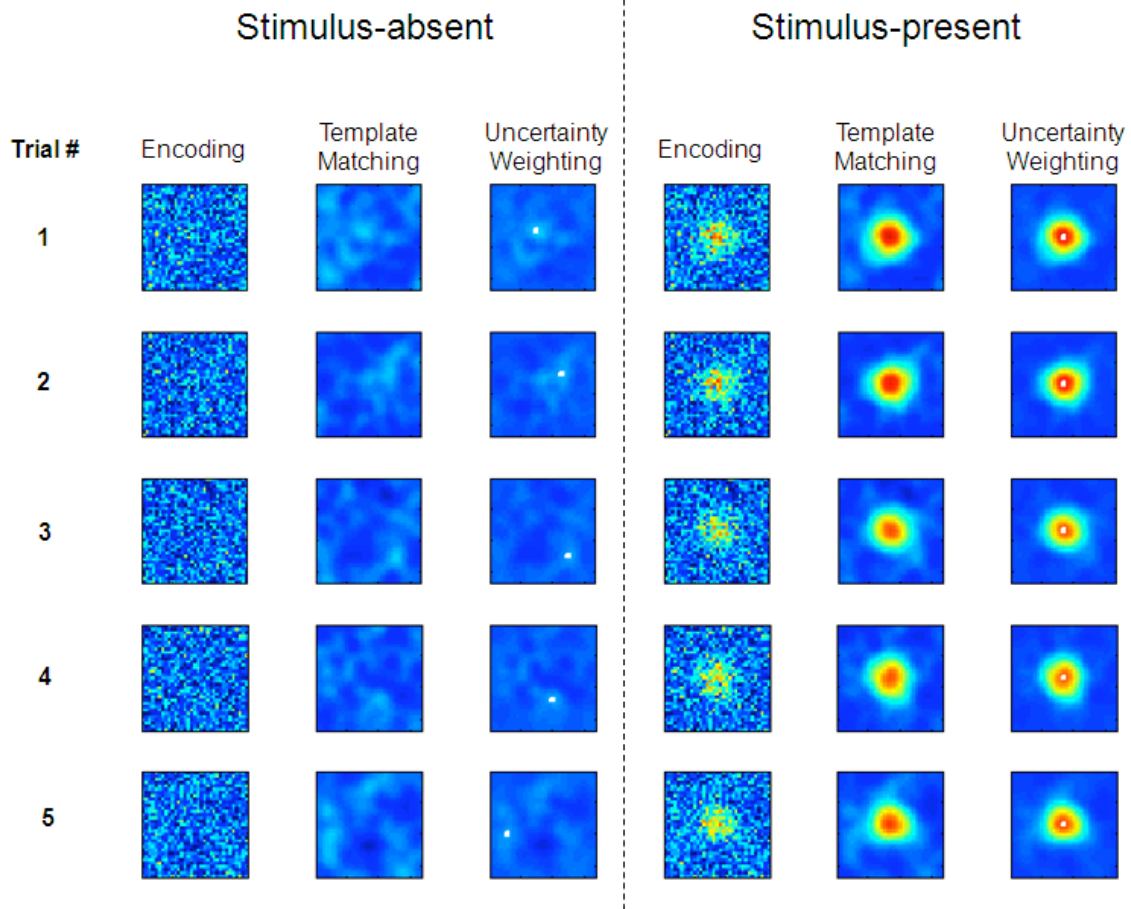 Stimulus-absent
Stimulus-present
Trial #
Encoding
Template
Matching
Uncertainty
Weighting
Encoding
Template
Matching
Uncertainty
Weighting
1
2
3
4
5